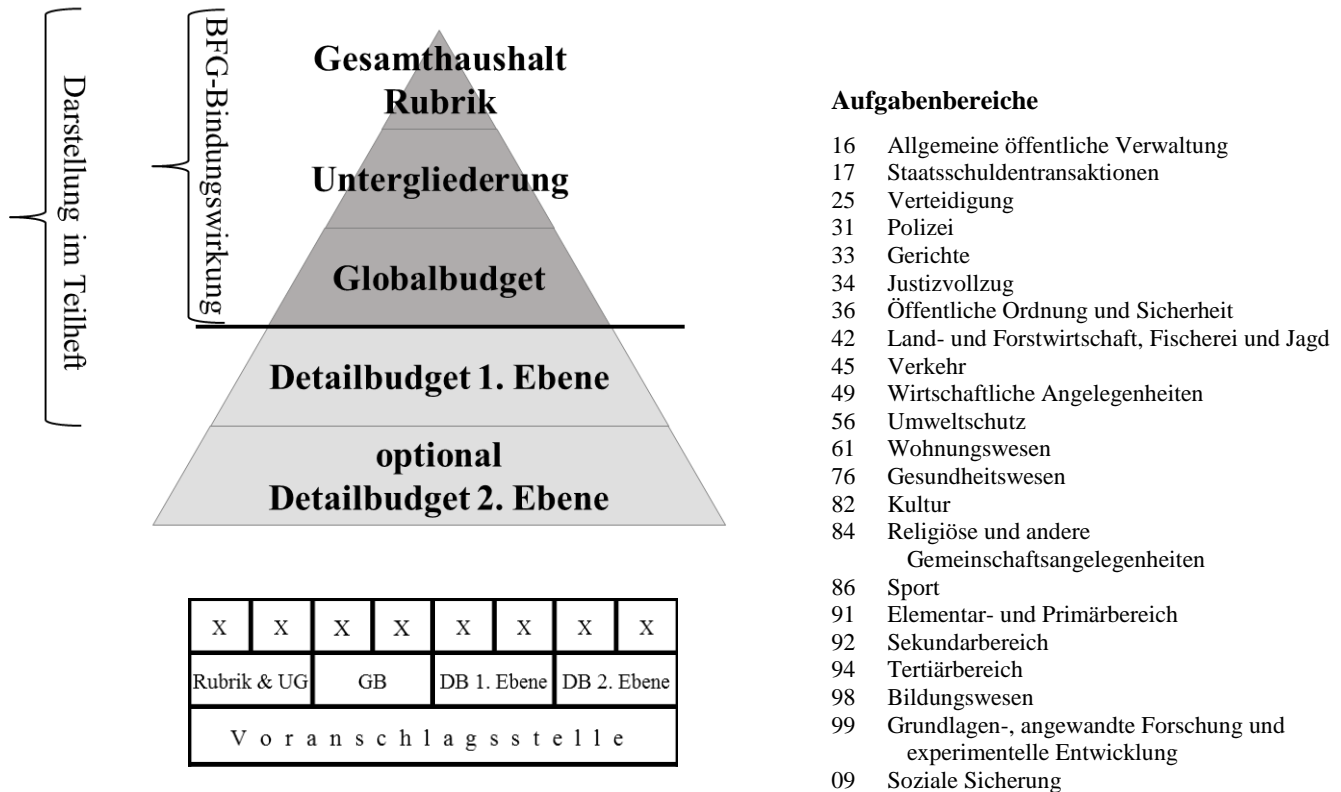 Darstellung im Teilheft
BFG-Bindungswirkung
Gesamthaushalt
Rubrik
Untergliederung
Globalbudget
Detailbudget 1. Ebene
optional
Detailbudget 2. Ebene
X X X X X X X X
Rubrik & UG GB DB 1. Ebene DB 2. Ebene
Voranschlagsstelle
Aufgabenbereiche
16 Allgemeine öffentliche Verwaltung
17 Staatsschuldentransaktionen
25 Verteidigung
31 Polizei
33 Gerichte
34 Justizvollzug
36 Öffentliche Ordnung und Sicherheit
42 Land- und Forstwirtschaft, Fischerei und Jagd
45 Verkehr
49 Wirtschaftliche Angelegenheiten
56 Umweltschutz
61 Wohnungswesen
76 Gesundheitswesen
82 Kultur
84 Religiöse und andere
Gemeinschaftsangelegenheiten
86 Sport
91 Elementar- und Primärbereich
92 Sekundarbereich
94 Tertiärbereich
98 Bildungswesen
99 Grundlagen-, angewandte Forschung und
experimentelle Entwicklung
09 Soziale Sicherung